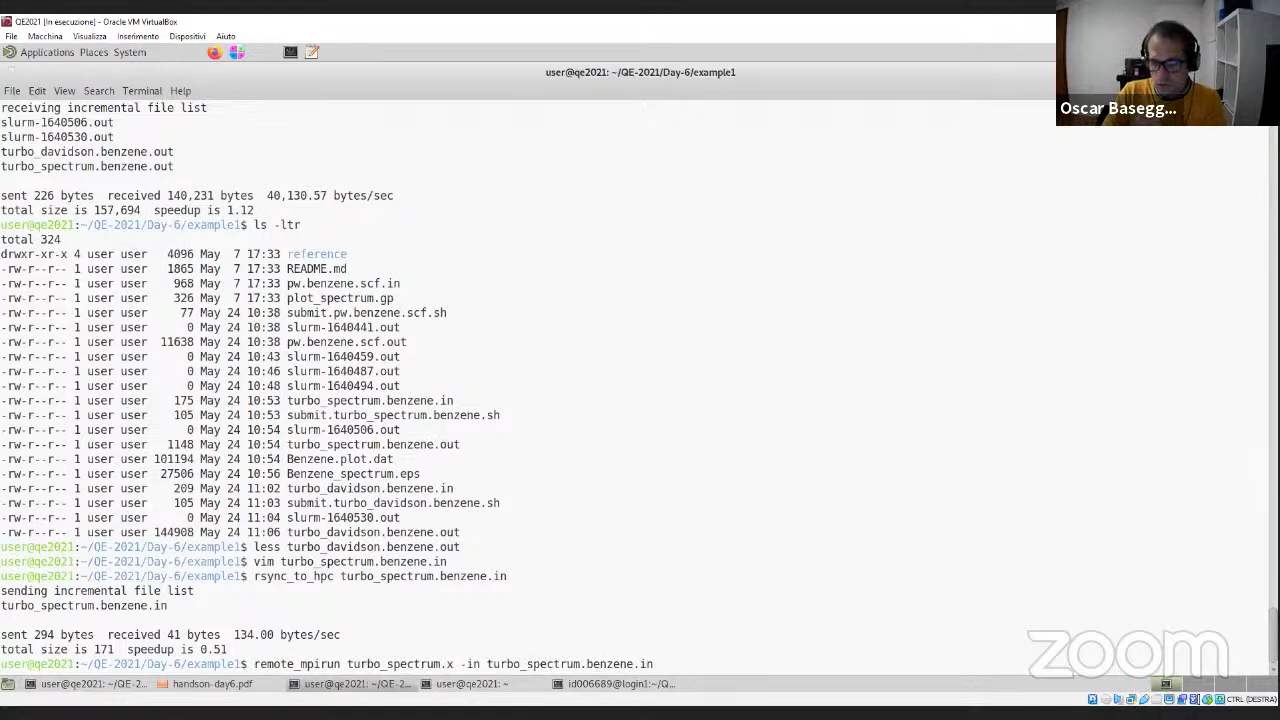 QE2021 [In esecuzione] - Oracle VM VirtualBox
File Macchina Visualizza Inserimento Dispositivi Aiuto
Applications Places System
user@qe2021: ~/QE-2021/Day-6/example1
File Edit View Search Terminal Help
Oscar Basegg...
receiving incremental file list
slurm-1640506.out
slurm-1640530.out
turbo_davidson.benzene.out
turbo_spectrum.benzene.out
sent 226 bytes received 140,231 bytes 40,130.57 bytes/sec
total size is 157,694 speedup is 1.12
user@qe2021:~/QE-2021/Day-6/example1$ ls -ltr
total 324
drwxr-xr-x 4 user user 4096 May 7 17:33 reference
-rw-r--r-- 1 user user 1865 May 7 17:33 README.md
-rw-r--r-- 1 user user 968 May 7 17:33 pw.benzene.scf.in
-rw-r--r-- 1 user user 326 May 7 17:33 plot_spectrum.gp
-rw-r--r-- 1 user user 77 May 24 10:38 submit.pw.benzene.scf.sh
-rw-r--r-- 1 user user 0 May 24 10:38 slurm-1640441.out
-rw-r--r-- 1 user user 11638 May 24 10:38 pw.benzene.scf.out
-rw-r--r-- 1 user user 0 May 24 10:43 slurm-1640459.out
-rw-r--r-- 1 user user 0 May 24 10:46 slurm-1640487.out
-rw-r--r-- 1 user user 0 May 24 10:48 slurm-1640494.out
-rw-r--r-- 1 user user 175 May 24 10:53 turbo_spectrum.benzene.in
-rw-r--r-- 1 user user 105 May 24 10:53 submit.turbo_spectrum.benzene.sh
-rw-r--r-- 1 user user 0 May 24 10:54 slurm-1640506.out
-rw-r--r-- 1 user user 1148 May 24 10:54 turbo_spectrum.benzene.out
-rw-r--r-- 1 user user 101194 May 24 10:54 Benzene.plot.dat
-rw-r--r-- 1 user user 27506 May 24 10:56 Benzene_spectrum.eps
-rw-r--r-- 1 user user 209 May 24 11:02 turbo_davidson.benzene.in
-rw-r--r-- 1 user user 105 May 24 11:03 submit.turbo_davidson.benzene.sh
-rw-r--r-- 1 user user 0 May 24 11:04 slurm-1640530.out
-rw-r--r-- 1 user user 144908 May 24 11:06 turbo_davidson.benzene.out
user@qe2021:~/QE-2021/Day-6/example1$ less turbo_davidson.benzene.out
user@qe2021:~/QE-2021/Day-6/example1$ vim turbo_spectrum.benzene.in
user@qe2021:~/QE-2021/Day-6/example1$ rsync_to_hpc turbo_spectrum.benzene.in
sending incremental file list
turbo_spectrum.benzene.in
sent 294 bytes received 41 bytes 134.00 bytes/sec
total size is 171 speedup is 0.51
user@qe2021:~/QE-2021/Day-6/example1$ remote_mpirun turbo_spectrum.x -in turbo_spectrum.benzene.in
zoom
user@qe2021: ~/QE-2... handson-day6.pdf user@qe2021: ~/QE-2... user@qe2021: ~ id006689@login1:~/Q...
CTRL (DESTRA)